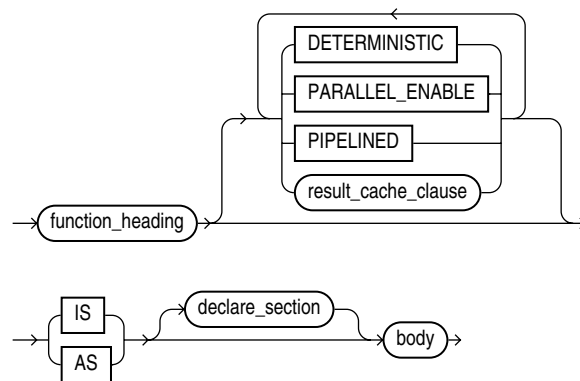 DETERMINISTIC
PARALLEL_ENABLE
PIPELINED
result_cache_clause
function_heading
IS
AS
declare_section
body